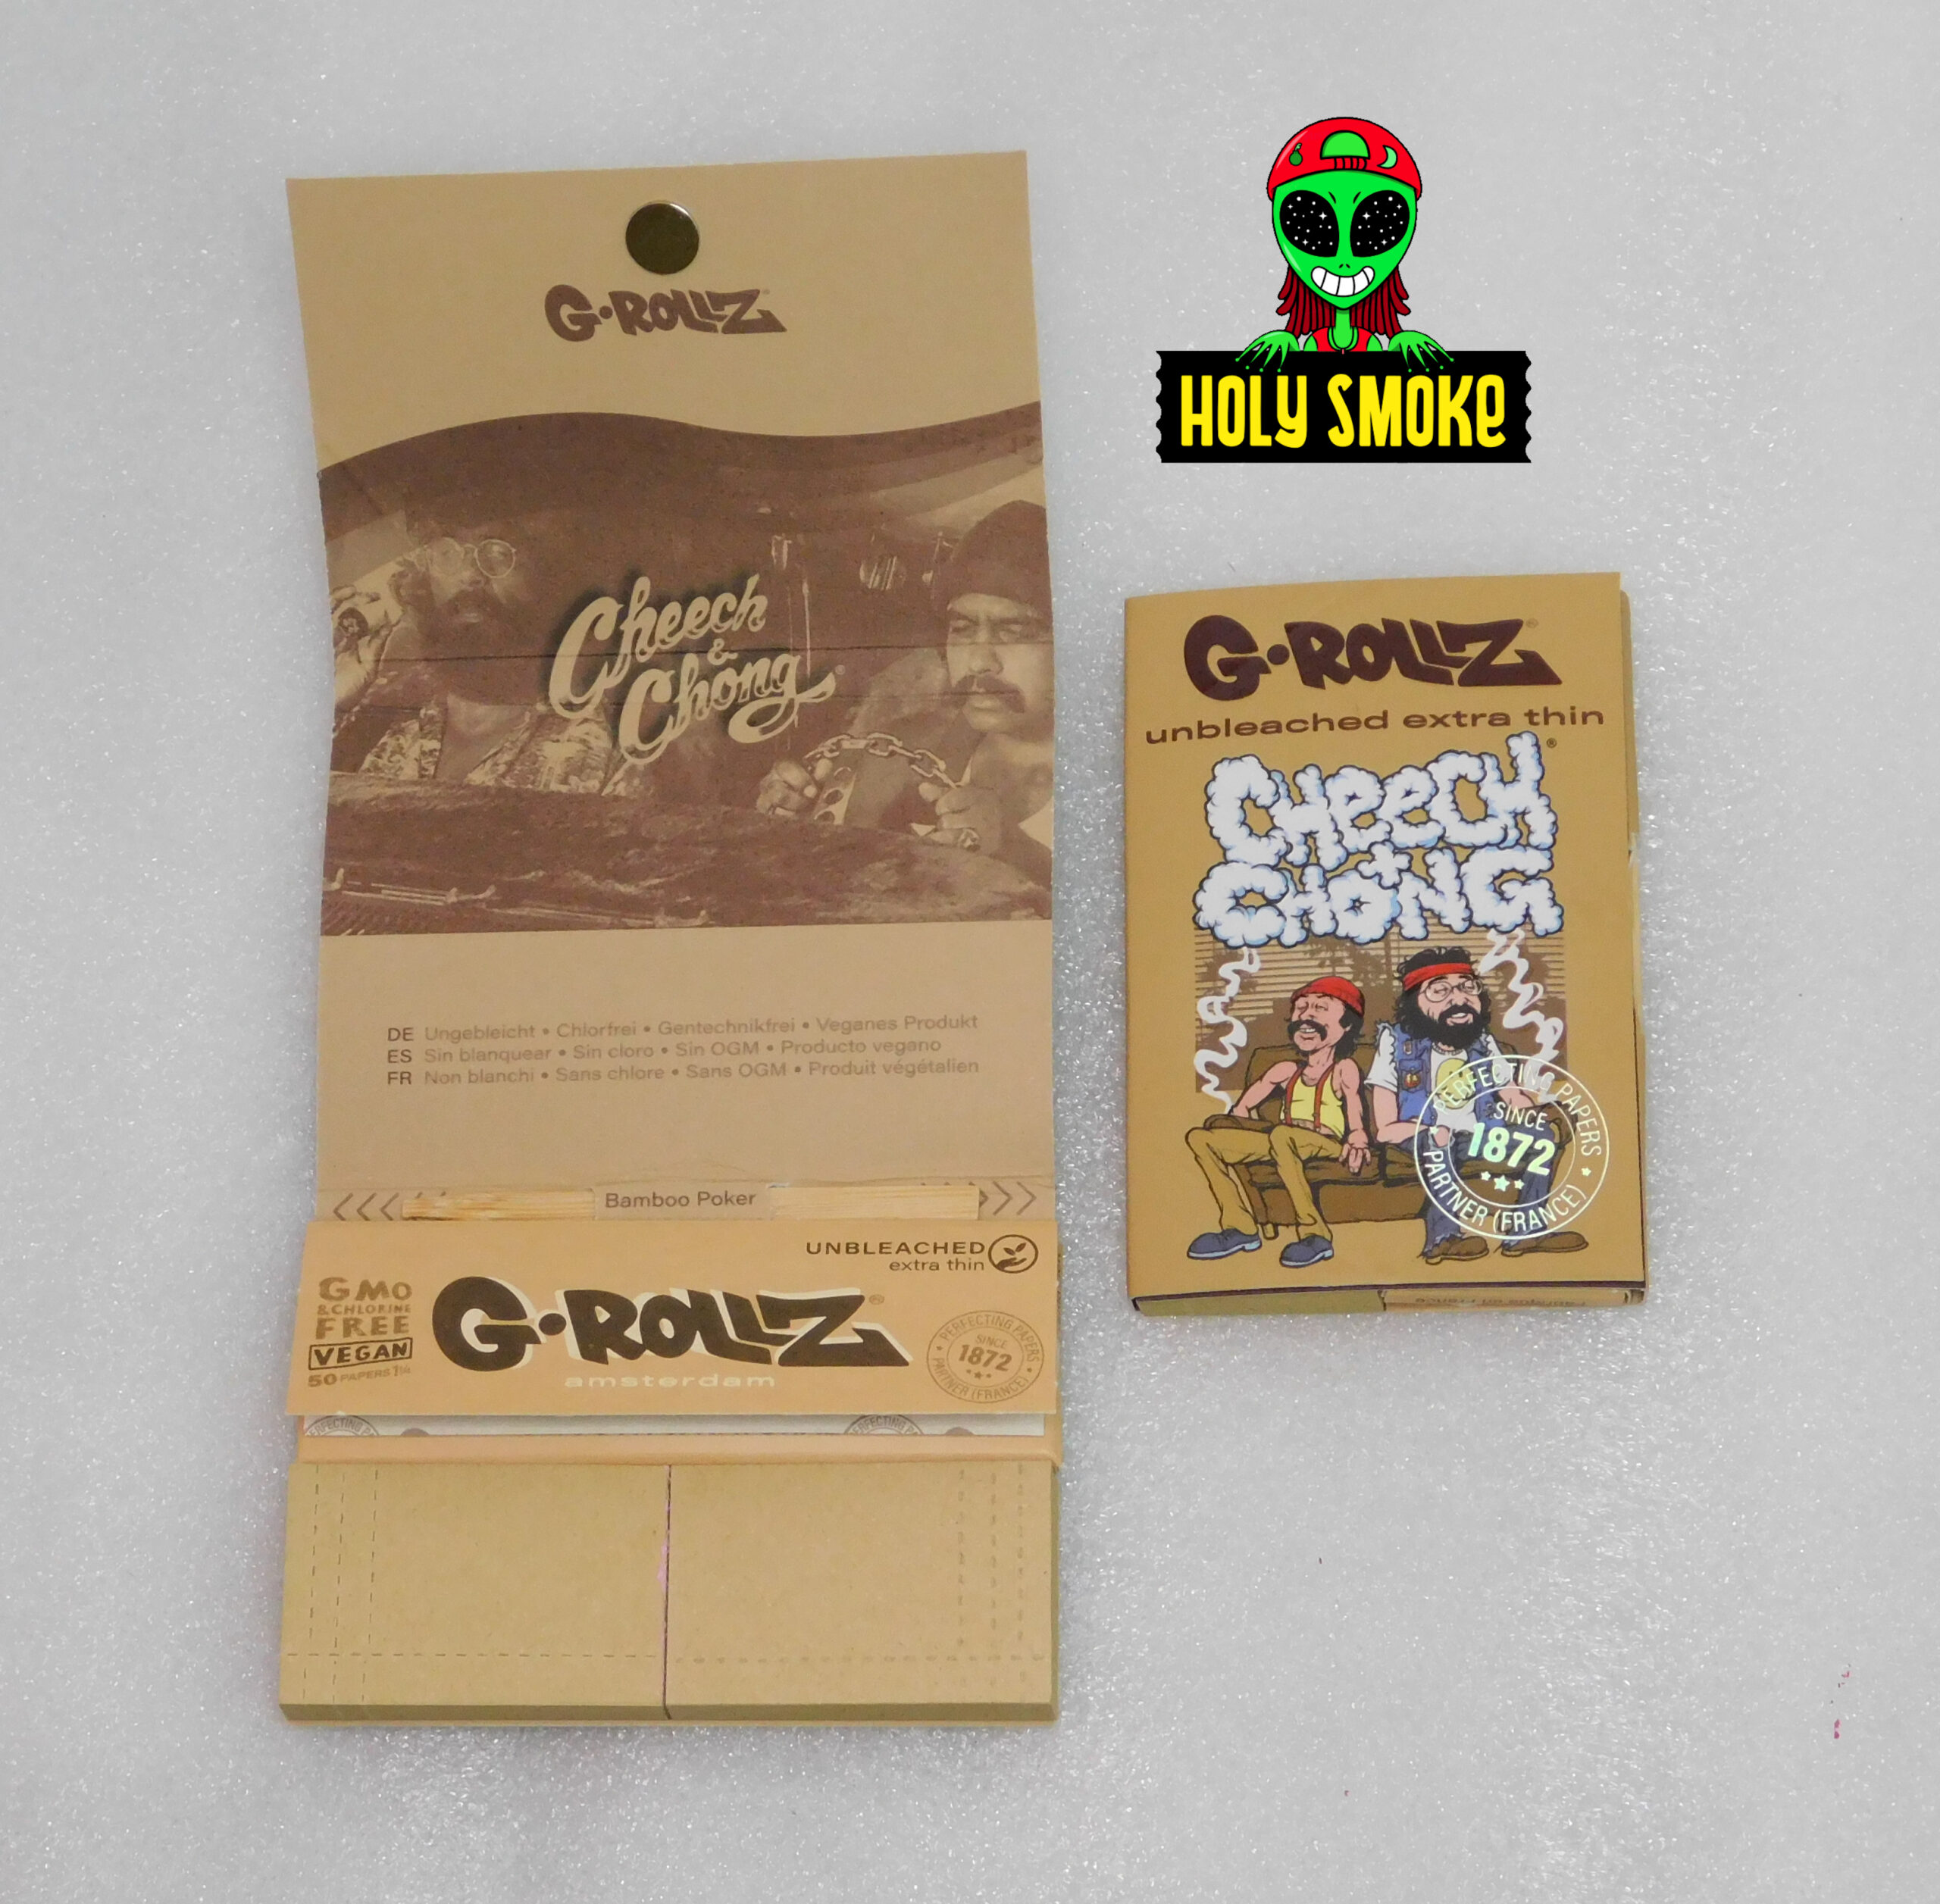 G·ROLLZ
Cheech
&
Chong
DE Ungebleicht • Chlorfrei • Gentechnikfrei • Veganes Produkt
ES Sin blanquear • Sin cloro • Sin OGM • Producto vegano
FR Non blanchi • Sans chlore • Sans OGM • Produit végétalien
<<< Bamboo Poker >>>
UNBLEACHED
extra thin
GMO
& CHLORINE
FREE
VEGAN
50 PAPERS 1¼
G·ROLLZ®
amsterdam
PERFECTING PAPERS
SINCE
1872
PARTNER (FRANCE)
HOLY SMOKE
G·ROLLZ®
unbleached extra thin
CHEECH®
+
CHONG
PERFECTING PAPERS
SINCE
1872
PARTNER (FRANCE)